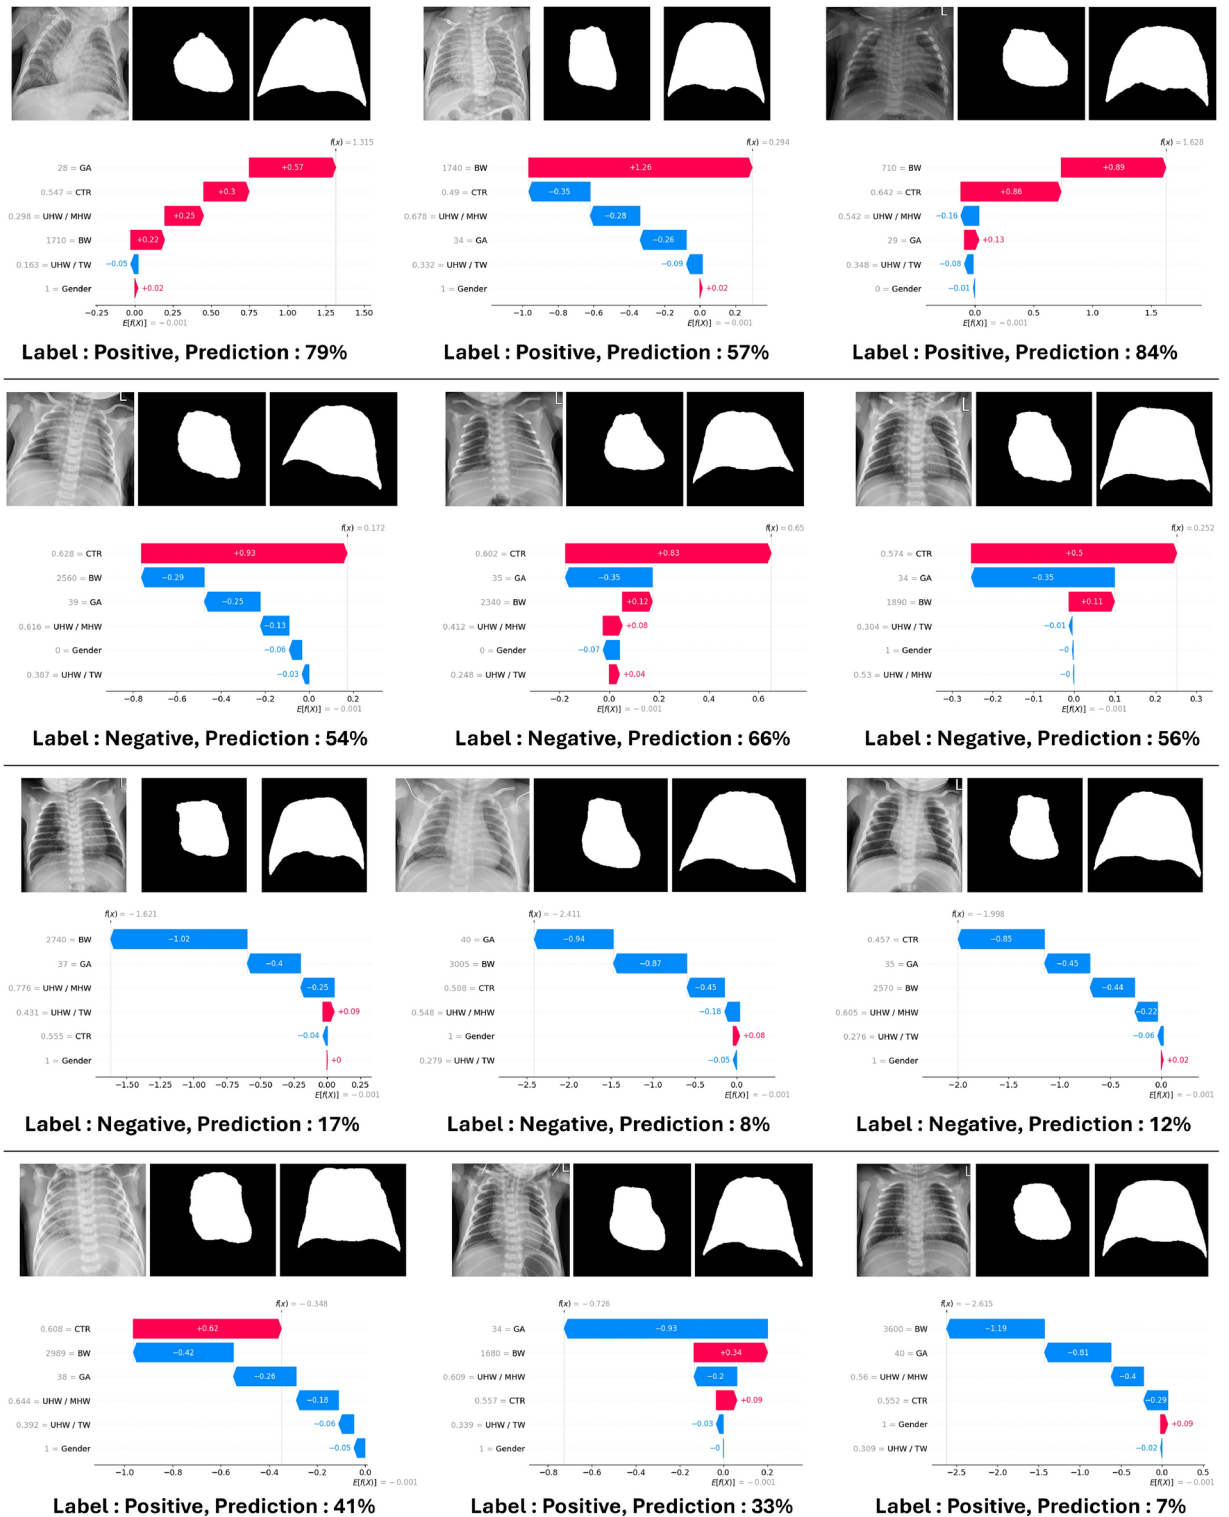 L
f(x) = 1.315
28 = GA
+0.57
0.547 = CTR
+0.3
0.298 = UHW / MHW
+0.25
1710 = BW
+0.22
0.163 = UHW / TW
−0.05
1 = Gender
+0.02
−0.25 0.00 0.25 0.50 0.75 1.00 1.25 1.50
E[f(X)] = −0.001
Label : Positive, Prediction : 79%
f(x) = 0.294
1740 = BW
+1.26
0.49 = CTR
−0.35
0.678 = UHW / MHW
−0.28
34 = GA
−0.26
0.332 = UHW / TW
−0.09
1 = Gender
+0.02
−1.0 −0.8 −0.6 −0.4 −0.2 0.0 0.2
E[f(X)] = −0.001
Label : Positive, Prediction : 57%
f(x) = 1.628
710 = BW
+0.89
0.642 = CTR
+0.86
0.542 = UHW / MHW
−0.16
29 = GA
+0.13
0.348 = UHW / TW
−0.08
0 = Gender
−0.01
0.0 0.5 1.0 1.5
E[f(X)] = −0.001
Label : Positive, Prediction : 84%
L
L
L
f(x) = 0.172
0.628 = CTR
+0.93
2560 = BW
−0.29
39 = GA
−0.25
0.616 = UHW / MHW
−0.13
0 = Gender
−0.06
0.387 = UHW / TW
−0.03
−0.8 −0.6 −0.4 −0.2 0.0 0.2
E[f(X)] = −0.001
Label : Negative, Prediction : 54%
f(x) = 0.65
0.602 = CTR
+0.83
35 = GA
−0.35
2340 = BW
+0.12
0.412 = UHW / MHW
+0.08
0 = Gender
−0.07
0.248 = UHW / TW
+0.04
−0.2 0.0 0.2 0.4 0.6
E[f(X)] = −0.001
Label : Negative, Prediction : 66%
f(x) = 0.252
0.574 = CTR
+0.5
34 = GA
−0.35
1890 = BW
+0.11
0.304 = UHW / TW
−0.01
1 = Gender
−0
0.53 = UHW / MHW
−0
−0.3 −0.2 −0.1 0.0 0.1 0.2 0.3
E[f(X)] = −0.001
Label : Negative, Prediction : 56%
L
L
f(x) = −1.621
2740 = BW
−1.02
37 = GA
−0.4
0.776 = UHW / MHW
−0.25
0.431 = UHW / TW
+0.09
0.555 = CTR
−0.04
1 = Gender
+0
−1.50 −1.25 −1.00 −0.75 −0.50 −0.25 0.00 0.25
E[f(X)] = −0.001
Label : Negative, Prediction : 17%
f(x) = −2.411
40 = GA
−0.94
3005 = BW
−0.87
0.508 = CTR
−0.45
0.548 = UHW / MHW
−0.18
1 = Gender
+0.08
0.279 = UHW / TW
−0.05
−2.5 −2.0 −1.5 −1.0 −0.5 0.0
E[f(X)] = −0.001
Label : Negative, Prediction : 8%
f(x) = −1.998
0.457 = CTR
−0.85
35 = GA
−0.45
2570 = BW
−0.44
0.605 = UHW / MHW
−0.22
0.276 = UHW / TW
−0.06
1 = Gender
+0.02
−2.0 −1.5 −1.0 −0.5 0.0
E[f(X)] = −0.001
Label : Negative, Prediction : 12%
L
L
f(x) = −0.348
0.608 = CTR
+0.62
2989 = BW
−0.42
38 = GA
−0.26
0.644 = UHW / MHW
−0.18
0.392 = UHW / TW
−0.06
1 = Gender
−0.05
−1.0 −0.8 −0.6 −0.4 −0.2 0.0
E[f(X)] = −0.001
Label : Positive, Prediction : 41%
f(x) = −0.726
34 = GA
−0.93
1680 = BW
+0.34
0.609 = UHW / MHW
−0.2
0.557 = CTR
+0.09
0.339 = UHW / TW
−0.03
1 = Gender
−0
−0.8 −0.6 −0.4 −0.2 0.0 0.2
E[f(X)] = −0.001
Label : Positive, Prediction : 33%
f(x) = −2.615
3600 = BW
−1.19
40 = GA
−0.81
0.56 = UHW / MHW
−0.4
0.552 = CTR
−0.29
1 = Gender
+0.09
0.309 = UHW / TW
−0.02
−2.5 −2.0 −1.5 −1.0 −0.5 0.0 0.5
E[f(X)] = −0.001
Label : Positive, Prediction : 7%